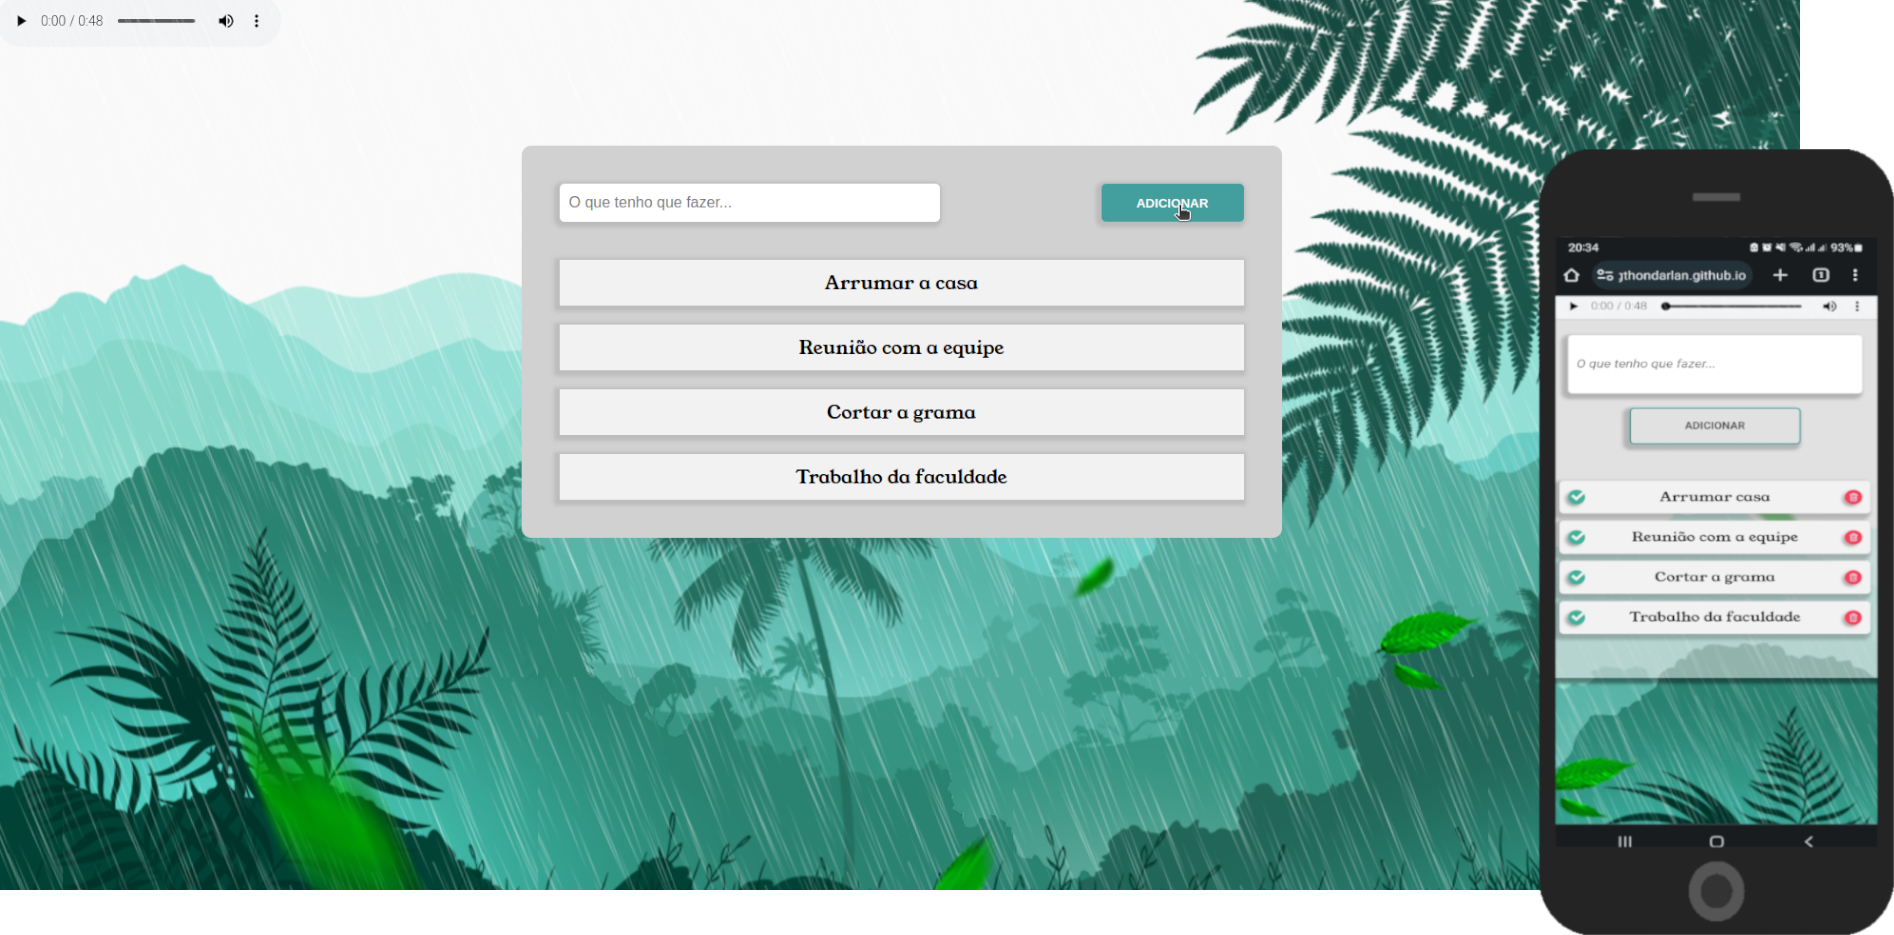 0:00 / 0:48
O que tenho que fazer...
ADICIONAR
Arrumar a casa
Reunião com a equipe
Cortar a grama
Trabalho da faculdade
20:34
93%
thondarlan.github.io
1
0:00 / 0:48
O que tenho que fazer...
ADICIONAR
Arrumar casa
Reunião com a equipe
Cortar a grama
Trabalho da faculdade